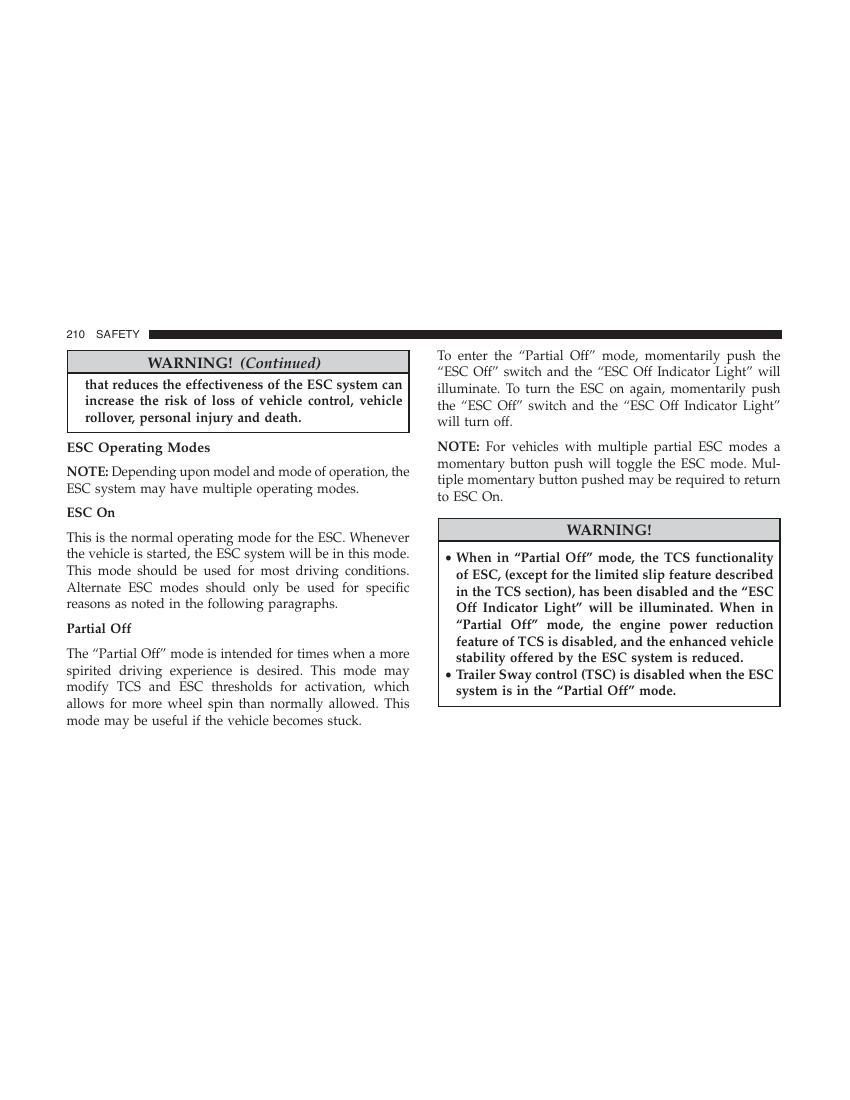 210 SAFETY
WARNING! (Continued)
that reduces the effectiveness of the ESC system can
increase the risk of loss of vehicle control, vehicle
rollover, personal injury and death.
ESC Operating Modes
NOTE: Depending upon model and mode of operation, the
ESC system may have multiple operating modes.
ESC On
This is the normal operating mode for the ESC. Whenever
the vehicle is started, the ESC system will be in this mode.
This mode should be used for most driving conditions.
Alternate ESC modes should only be used for specific
reasons as noted in the following paragraphs.
Partial Off
The “Partial Off” mode is intended for times when a more
spirited driving experience is desired. This mode may
modify TCS and ESC thresholds for activation, which
allows for more wheel spin than normally allowed. This
mode may be useful if the vehicle becomes stuck.
To enter the “Partial Off” mode, momentarily push the
“ESC Off” switch and the “ESC Off Indicator Light” will
illuminate. To turn the ESC on again, momentarily push
the “ESC Off” switch and the “ESC Off Indicator Light”
will turn off.
NOTE: For vehicles with multiple partial ESC modes a
momentary button push will toggle the ESC mode. Mul-
tiple momentary button pushed may be required to return
to ESC On.
WARNING!
• When in “Partial Off” mode, the TCS functionality
of ESC, (except for the limited slip feature described
in the TCS section), has been disabled and the “ESC
Off Indicator Light” will be illuminated. When in
“Partial Off” mode, the engine power reduction
feature of TCS is disabled, and the enhanced vehicle
stability offered by the ESC system is reduced.
• Trailer Sway control (TSC) is disabled when the ESC
system is in the “Partial Off” mode.